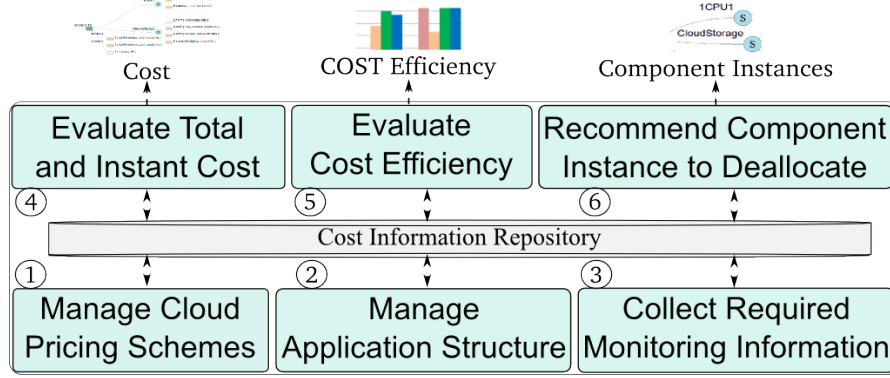 1CPU1
S
CloudStorage
S
Cost
COST Efficiency
Component Instances
Evaluate Total
and Instant Cost
4
Evaluate
Cost Efficiency
5
Recommend Component
Instance to Deallocate
6
Cost Information Repository
1
Manage Cloud
Pricing Schemes
2
Manage
Application Structure
3
Collect Required
Monitoring Information